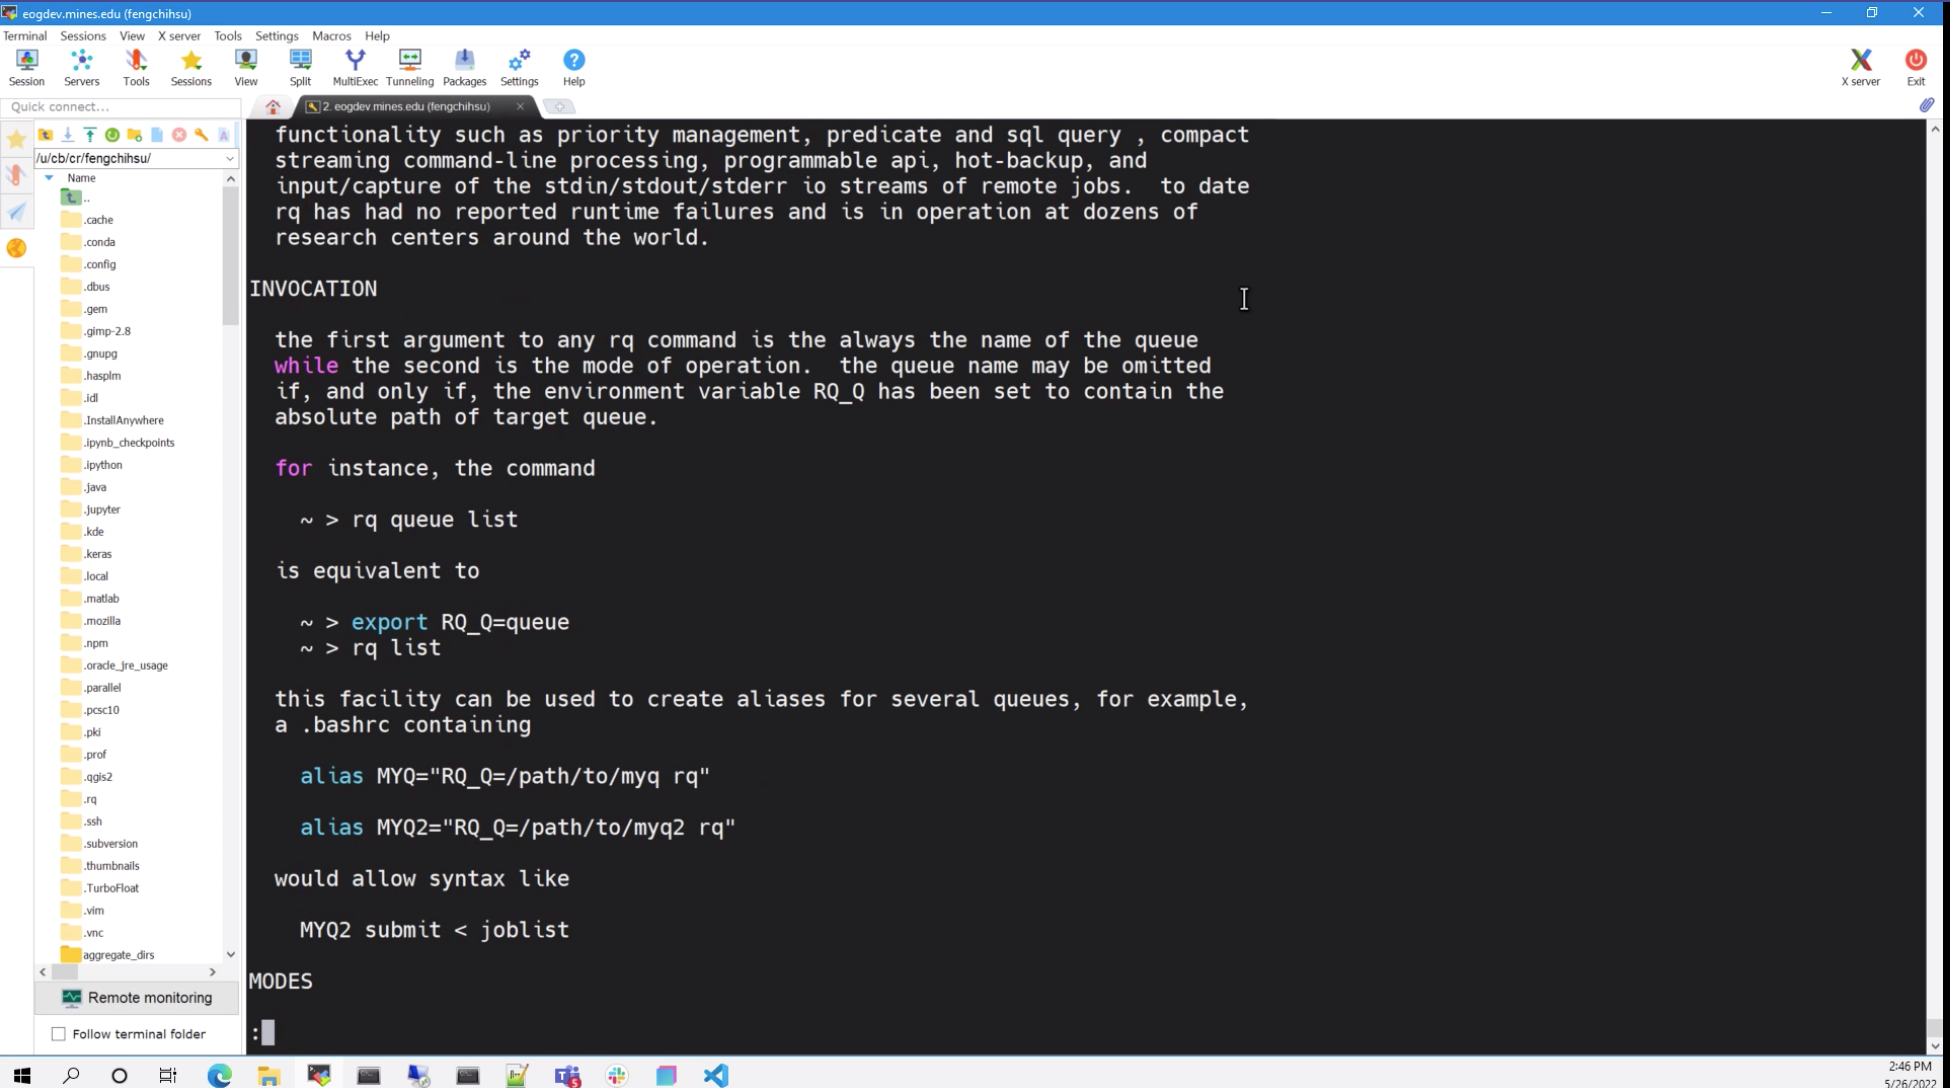 eogdev.mines.edu (fengchihsu)
Terminal Sessions View X server Tools Settings Macros Help
Session Servers Tools Sessions View Split MultiExec Tunneling Packages Settings Help X server Exit
Quick connect...
2. eogdev.mines.edu (fengchihsu)
/u/cb/cr/fengchihsu/
Name
..
.cache
.conda
.config
.dbus
.gem
.gimp-2.8
.gnupg
.hasplm
.idl
.InstallAnywhere
.ipynb_checkpoints
.ipython
.java
.jupyter
.kde
.keras
.local
.matlab
.mozilla
.npm
.oracle_jre_usage
.parallel
.pcsc10
.pki
.prof
.qgis2
.rq
.ssh
.subversion
.thumbnails
.TurboFloat
.vim
.vnc
aggregate_dirs
Remote monitoring
Follow terminal folder
functionality such as priority management, predicate and sql query , compact
streaming command-line processing, programmable api, hot-backup, and
input/capture of the stdin/stdout/stderr io streams of remote jobs.  to date
rq has had no reported runtime failures and is in operation at dozens of
research centers around the world.
INVOCATION
the first argument to any rq command is the always the name of the queue
while the second is the mode of operation.  the queue name may be omitted
if, and only if, the environment variable RQ_Q has been set to contain the
absolute path of target queue.
for instance, the command
~ > rq queue list
is equivalent to
~ > export RQ_Q=queue
~ > rq list
this facility can be used to create aliases for several queues, for example,
a .bashrc containing
alias MYQ="RQ_Q=/path/to/myq rq"
alias MYQ2="RQ_Q=/path/to/myq2 rq"
would allow syntax like
MYQ2 submit < joblist
MODES
:
2:46 PM
5/26/2022